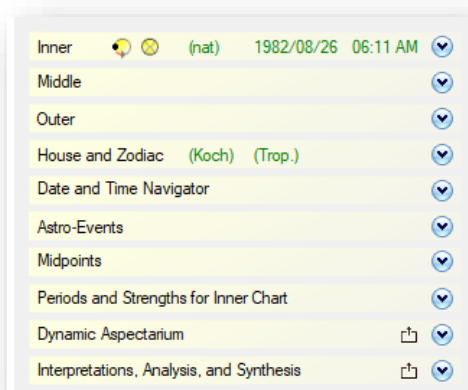 Inner (nat) 1982/08/26 06:11 AM
Middle
Outer
House and Zodiac (Koch) (Trop.)
Date and Time Navigator
Astro-Events
Midpoints
Periods and Strengths for Inner Chart
Dynamic Aspectarium
Interpretations, Analysis, and Synthesis